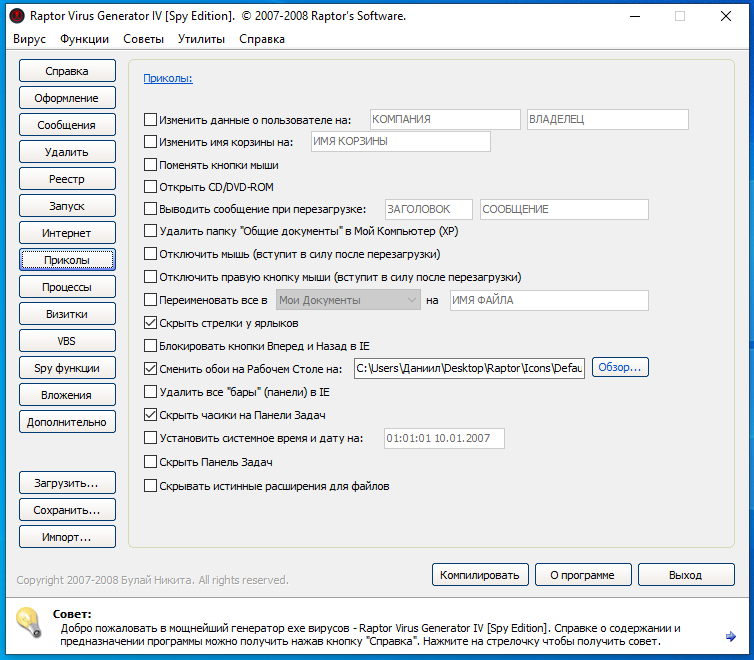 Raptor Virus Generator IV [Spy Edition]. © 2007-2008 Raptor's Software.
Вирус Функции Советы Утилиты Справка
Справка
Оформление
Сообщения
Удалить
Реестр
Запуск
Интернет
Приколы
Процессы
Визитки
VBS
Spy функции
Вложения
Дополнительно
Загрузить...
Сохранить...
Импорт...
Приколы:
Изменить данные о пользователе на: КОМПАНИЯ ВЛАДЕЛЕЦ
Изменить имя корзины на: ИМЯ КОРЗИНЫ
Поменять кнопки мыши
Открыть CD/DVD-ROM
Выводить сообщение при перезагрузке: ЗАГОЛОВОК СООБЩЕНИЕ
Удалить папку "Общие документы" в Мой Компьютер (XP)
Отключить мышь (вступит в силу после перезагрузки)
Отключить правую кнопку мыши (вступит в силу после перезагрузки)
Переименовать все в Мои Документы на ИМЯ ФАЙЛА
Скрыть стрелки у ярлыков
Блокировать кнопки Вперед и Назад в IE
Сменить обои на Рабочем Столе на: C:\Users\Даниил\Desktop\Raptor\Icons\Defau Обзор...
Удалить все "бары" (панели) в IE
Скрыть часики на Панели Задач
Установить системное время и дату на: 01:01:01 10.01.2007
Скрыть Панель Задач
Скрывать истинные расширения для файлов
Copyright 2007-2008 Булай Никита. All rights reserved.
Компилировать О программе Выход
Совет:
Добро пожаловать в мощнейший генератор exe вирусов - Raptor Virus Generator IV [Spy Edition]. Справке о содержании и
предназначении программы можно получить нажав кнопку "Справка". Нажмите на стрелочку чтобы получить совет.